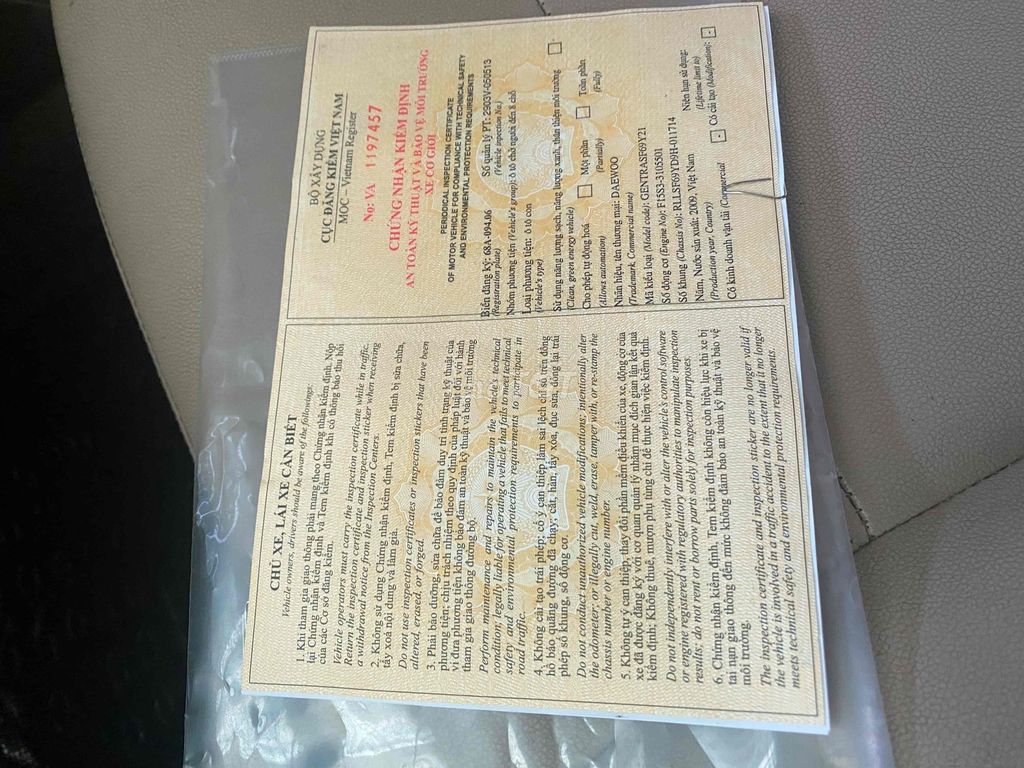 CHỦ XE, LÁI XE CẦN BIẾT
Vehicle owners, drivers should be aware of the followings:
1. Khi tham gia giao thông phải mang theo Chứng nhận kiểm định. Nộp
lại Chứng nhận kiểm định và Tem kiểm định khi có thông báo thu hồi
của các Cơ sở đăng kiểm.
Vehicle operators must carry the inspection certificate while in traffic.
Return the inspection certificate and inspection sticker when receiving
a withdrawal notice from the Inspection Centers.
2. Không sử dụng Chứng nhận kiểm định, Tem kiểm định bị sửa chữa,
tẩy xoá nội dung và làm giả.
Do not use inspection certificates or inspection stickers that have been
altered, erased, or forged.
3. Phải bảo dưỡng, sửa chữa để bảo đảm duy trì tình trạng kỹ thuật của
phương tiện; chịu trách nhiệm theo quy định của pháp luật đối với hành
vi đưa phương tiện không bảo đảm an toàn kỹ thuật và bảo vệ môi trường
tham gia giao thông đường bộ.
Perform maintenance and repairs to maintain the vehicle's technical
condition; legally liable for operating a vehicle that fails to meet technical
safety and environmental protection requirements to participate in
road traffic.
4. Không cải tạo trái phép; cố ý can thiệp làm sai lệch chỉ số trên đồng
hồ báo quãng đường đã chạy; cắt, hàn, tẩy xóa, đục sửa, đóng lại trái
phép số khung, số động cơ.
Do not conduct unauthorized vehicle modifications; intentionally alter
the odometer; or illegally cut, weld, erase, tamper with, or re-stamp the
chassis number or engine number.
5. Không tự ý can thiệp, thay đổi phần mềm điều khiển của xe, động cơ của
xe đã được đăng ký với cơ quan quản lý nhằm mục đích gian lận kết quả
kiểm định; Không thuê, mượn phụ tùng chỉ để thực hiện việc kiểm định.
Do not independently interfere with or alter the vehicle's control software
or engine registered with regulatory authorities to manipulate inspection
results; do not rent or borrow parts solely for inspection purposes.
6. Chứng nhận kiểm định, Tem kiểm định không còn hiệu lực khi xe bị
tai nạn giao thông đến mức không đảm bảo an toàn kỹ thuật và bảo vệ
môi trường.
The inspection certificate and inspection sticker are no longer valid if
the vehicle is involved in a traffic accident to the extent that it no longer
meets technical safety and environmental protection requirements.
BỘ XÂY DỰNG
CỤC ĐĂNG KIỂM VIỆT NAM
MOC – Vietnam Register
No: VA 1197457
CHỨNG NHẬN KIỂM ĐỊNH
AN TOÀN KỸ THUẬT VÀ BẢO VỆ MÔI TRƯỜNG
XE CƠ GIỚI
PERIODICAL INSPECTION CERTIFICATE
OF MOTOR VEHICLE FOR COMPLIANCE WITH TECHNICAL SAFETY
AND ENVIRONMENTAL PROTECTION REQUIREMENTS
Biển đăng ký: 68A-094.06 Số quản lý PT: 2903V-050513
(Registration plate) (Vehicle inpection No.)
Nhóm phương tiện (Vehicle's group): ô tô chở người đến 8 chỗ
Loại phương tiện: ô tô con
(Vehicle's type)
Sử dụng năng lượng sạch, năng lượng xanh, thân thiện môi trường
(Clean, green energy vehicle)
Cho phép tự động hoá Một phần Toàn phần
(Allows automation) (Partially) (Fully)
Nhãn hiệu, tên thương mại: DAEWOO
(Trademark, Commercial name)
Mã kiểu loại (Model code): GENTRASF69Y21
Số động cơ (Engine No): F15S3-3105501
Số khung (Chassis No): RLLSF69YD9H-011714
Năm, Nước sản xuất: 2009, Việt Nam Niên hạn sử dụng:
(Production year, Country) (Lifetime limit to)
Có kinh doanh vận tải (Commercial Có cải tạo (Modification): -